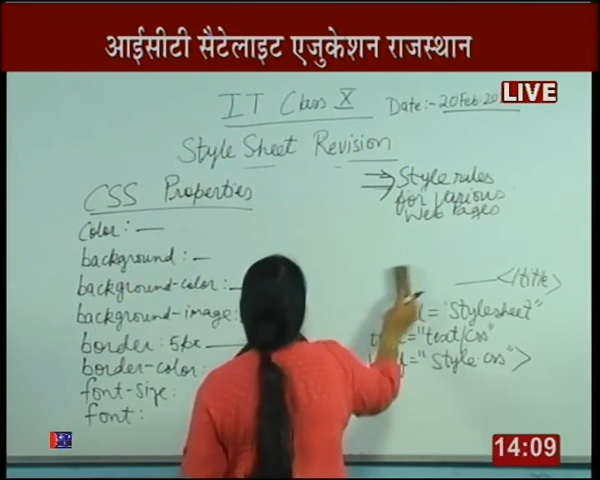 आईसीटी सैटेलाइट एजुकेशन राजस्थान
LIVE
IT Class X
Date:- 20 Feb. 20
Style Sheet Revision
Style rules
for various
Web Pages
CSS Properties
Color: —
background: —
background-color: —
background-image:
border: 5px —
border-color:
font-size:
font:
</title>
= "Stylesheet"
"text/css"
= "Style.css">
14:09